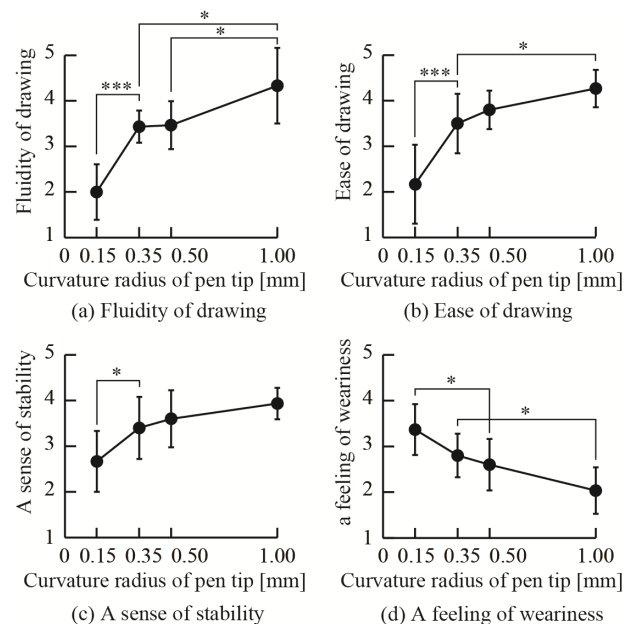 *
*
***
5
4
3
2
1
Fluidity of drawing
0 0.15 0.35 0.50 1.00
Curvature radius of pen tip [mm]
(a) Fluidity of drawing
*
***
5
4
3
2
1
Ease of drawing
0 0.15 0.35 0.50 1.00
Curvature radius of pen tip [mm]
(b) Ease of drawing
*
5
4
3
2
1
A sense of stability
0 0.15 0.35 0.50 1.00
Curvature radius of pen tip [mm]
(c) A sense of stability
*
*
5
4
3
2
1
a feeling of weariness
0 0.15 0.35 0.50 1.00
Curvature radius of pen tip [mm]
(d) A feeling of weariness